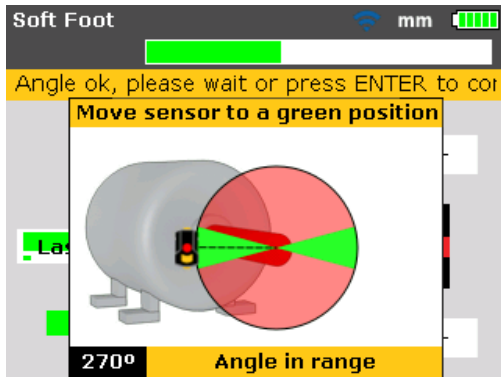 Soft Foot mm
Angle ok, please wait or press ENTER to
Move sensor to a green position
270º Angle in range